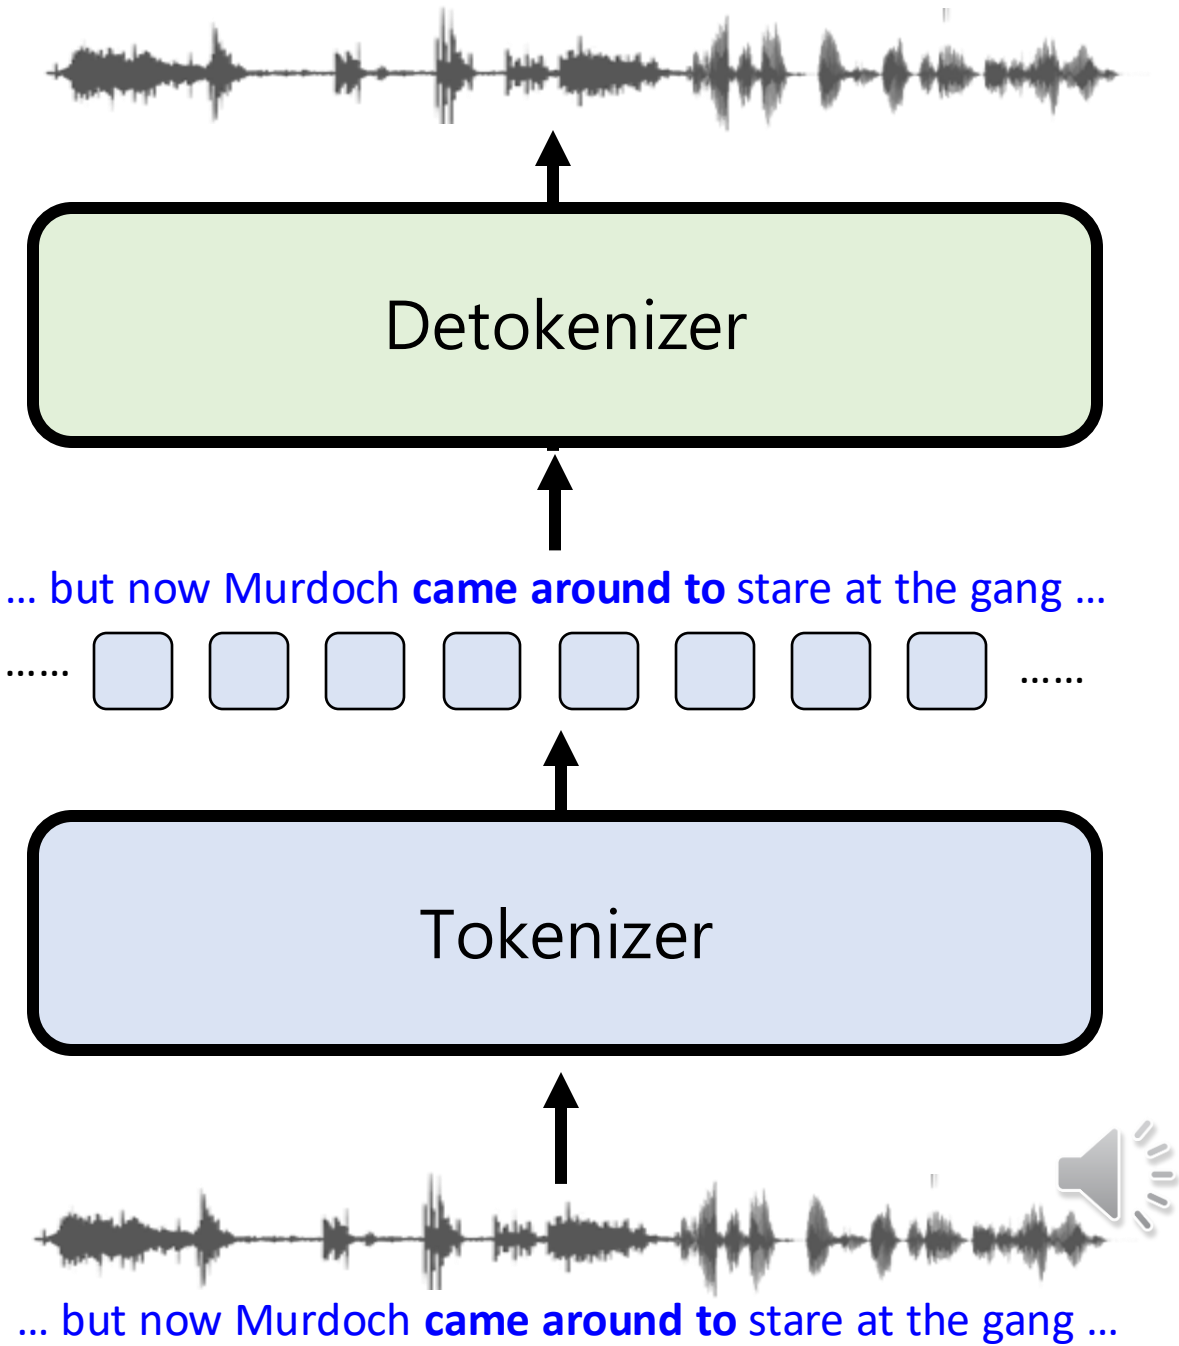 Detokenizer
... but now Murdoch came around to stare at the gang ...
...... ......
Tokenizer
... but now Murdoch came around to stare at the gang ...